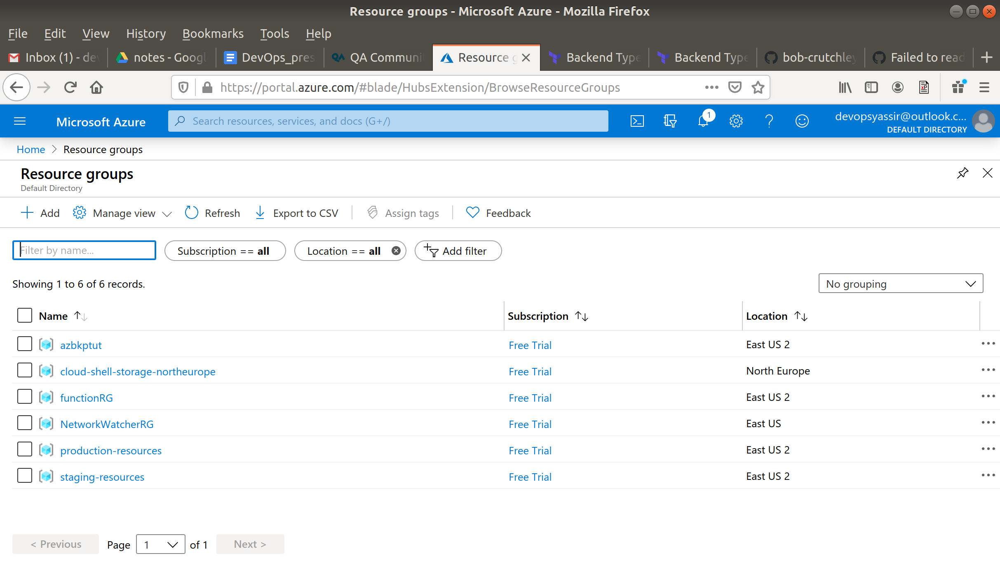 Resource groups - Microsoft Azure - Mozilla Firefox
File Edit View History Bookmarks Tools Help
Inbox (1) - dev notes - Googl DevOps_pres QA Communi Resource g Backend Type Backend Type bob-crutchley Failed to read
https://portal.azure.com/#blade/HubsExtension/BrowseResourceGroups
Microsoft Azure Search resources, services, and docs (G+/) 1 devopsyassir@outlook.c...
DEFAULT DIRECTORY
Home > Resource groups
Resource groups
Default Directory
Add Manage view Refresh Export to CSV Assign tags Feedback
Filter by name... Subscription == all Location == all Add filter
Showing 1 to 6 of 6 records. No grouping
Name Subscription Location
azbkptut Free Trial East US 2
cloud-shell-storage-northeurope Free Trial North Europe
functionRG Free Trial East US 2
NetworkWatcherRG Free Trial East US
production-resources Free Trial East US 2
staging-resources Free Trial East US 2
< Previous Page 1 of 1 Next >